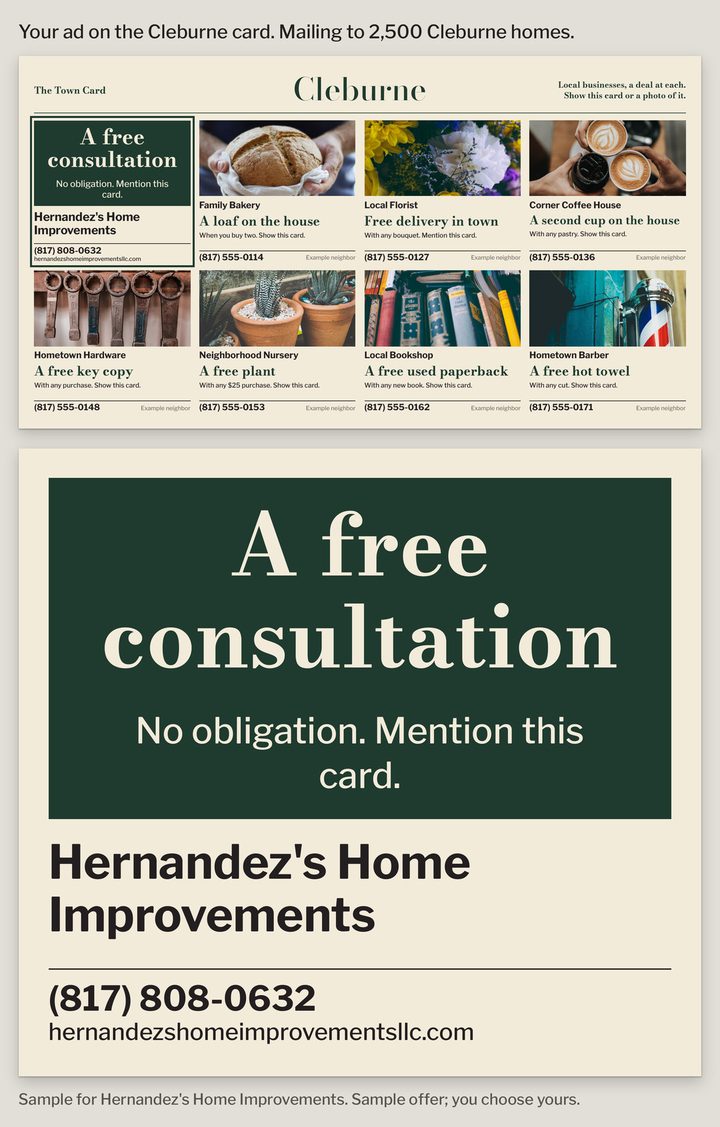 Your ad on the Cleburne card. Mailing to 2,500 Cleburne homes.
The Town Card
Cleburne
Local businesses, a deal at each.
Show this card or a photo of it.
A free
consultation
No obligation. Mention this
card.
Hernandez's Home
Improvements
(817) 808-0632
hernandezshomeimprovementsllc.com
Family Bakery
A loaf on the house
When you buy two. Show this card.
(817) 555-0114
Example neighbor
Local Florist
Free delivery in town
With any bouquet. Mention this card.
(817) 555-0127
Example neighbor
Corner Coffee House
A second cup on the house
With any pastry. Show this card.
(817) 555-0136
Example neighbor
Hometown Hardware
A free key copy
With any purchase. Show this card.
(817) 555-0148
Example neighbor
Neighborhood Nursery
A free plant
With any $25 purchase. Show this card.
(817) 555-0153
Example neighbor
Local Bookshop
A free used paperback
With any new book. Show this card.
(817) 555-0162
Example neighbor
Hometown Barber
A free hot towel
With any cut. Show this card.
(817) 555-0171
Example neighbor
A free
consultation
No obligation. Mention this
card.
Hernandez's Home
Improvements
(817) 808-0632
hernandezshomeimprovementsllc.com
Sample for Hernandez's Home Improvements. Sample offer; you choose yours.